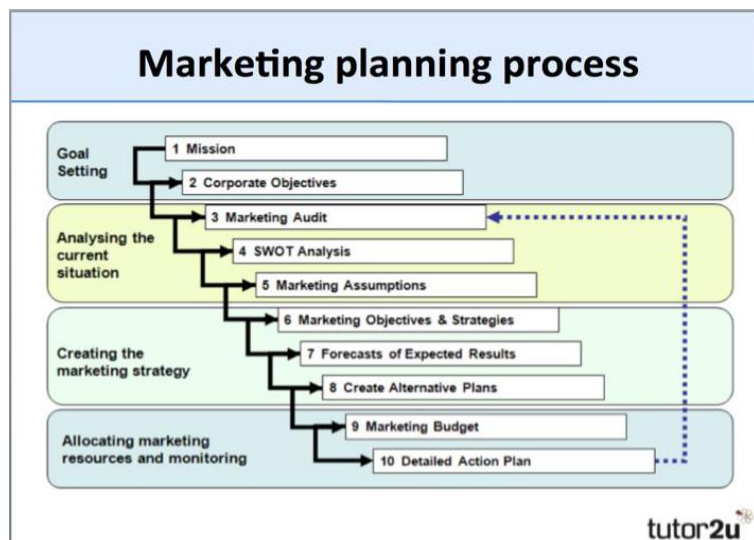 Marketing planning process
Goal
Setting
1 Mission
2 Corporate Objectives
Analysing the
current
situation
3 Marketing Audit
4 SWOT Analysis
5 Marketing Assumptions
Creating the
marketing strategy
6 Marketing Objectives & Strategies
7 Forecasts of Expected Results
8 Create Alternative Plans
Allocating marketing
resources and monitoring
9 Marketing Budget
10 Detailed Action Plan
tutor2u